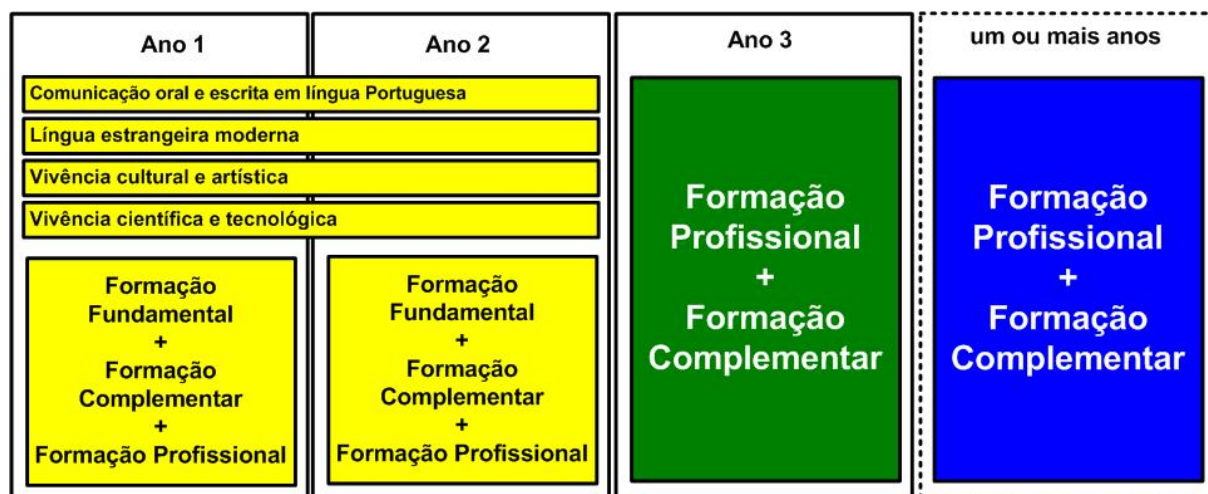 Ano 1
Ano 2
Ano 3
um ou mais anos
Comunicação oral e escrita em língua Portuguesa
Língua estrangeira moderna
Vivência cultural e artística
Vivência científica e tecnológica
Formação
Fundamental
+
Formação
Complementar
+
Formação Profissional
Formação
Fundamental
+
Formação
Complementar
+
Formação Profissional
Formação
Profissional
+
Formação
Complementar
Formação
Profissional
+
Formação
Complementar